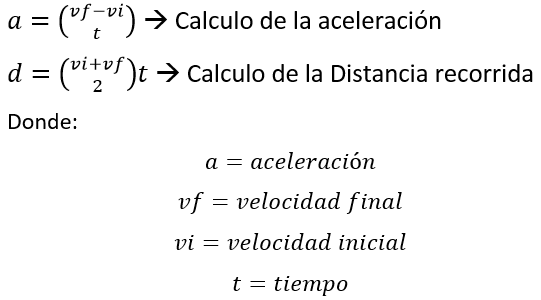 a = (vf−vi / t) → Calculo de la aceleración
d = (vi+vf / 2)t → Calculo de la Distancia recorrida
Donde:
a = aceleración
vf = velocidad final
vi = velocidad inicial
t = tiempo